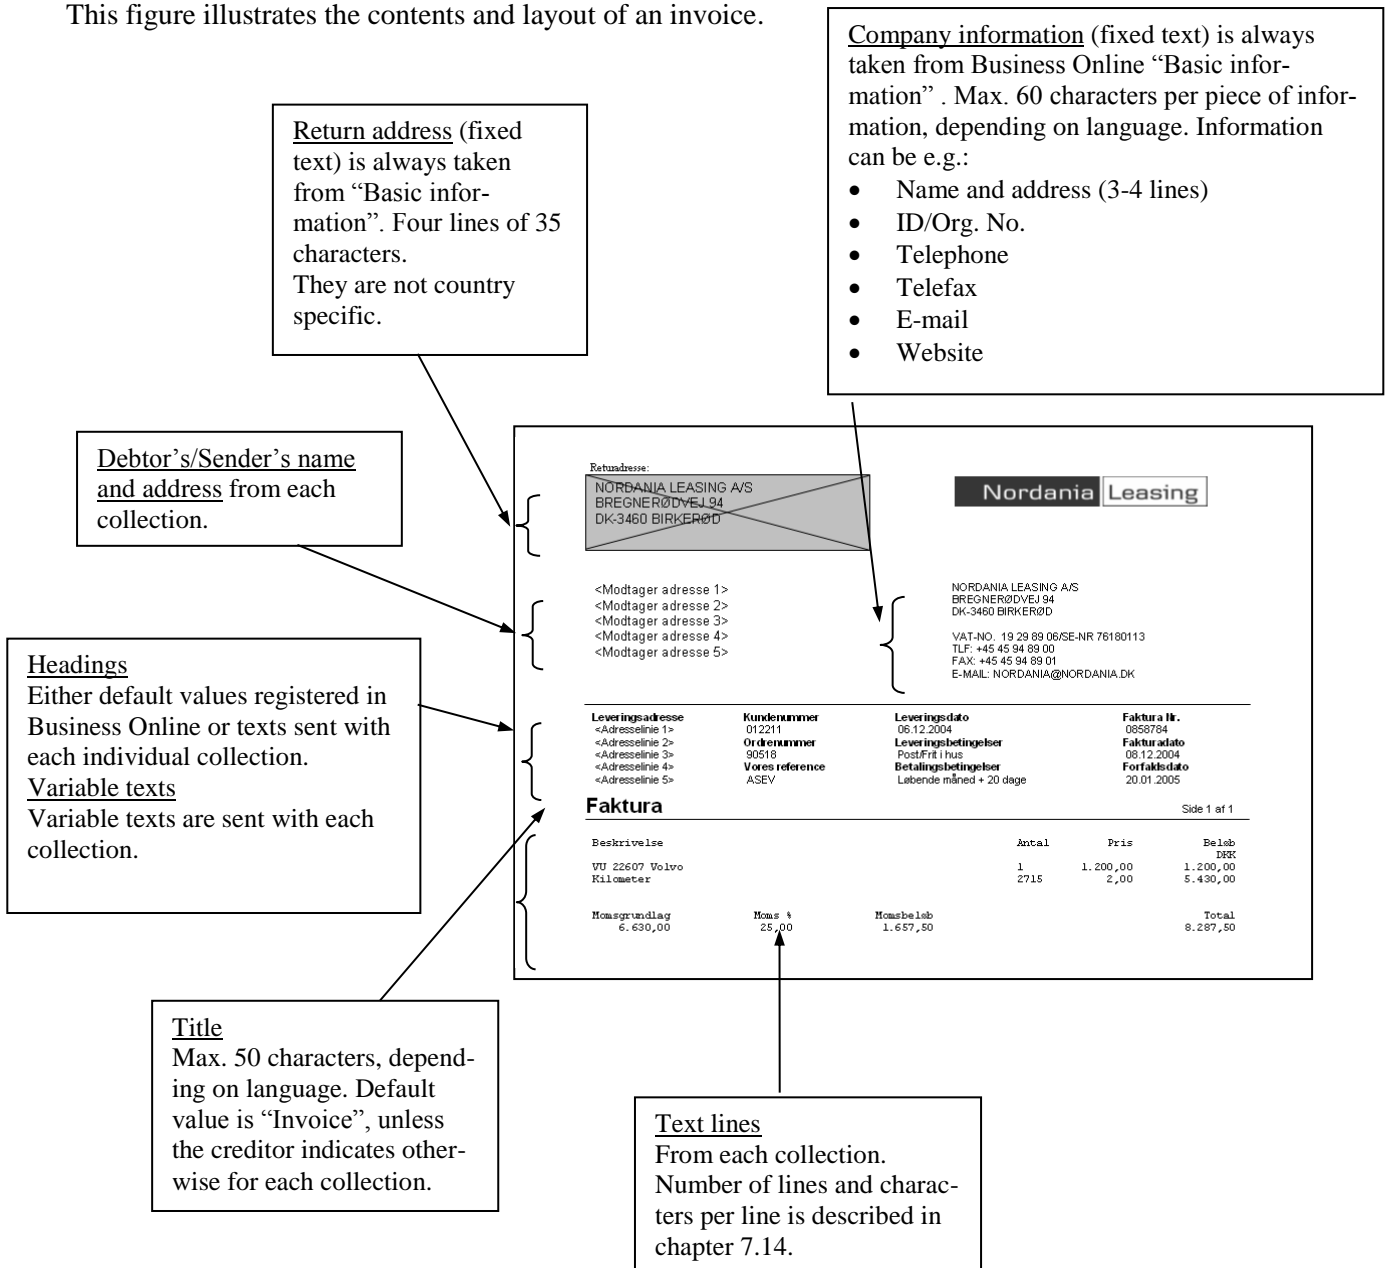 This figure illustrates the contents and layout of an invoice.
Company information (fixed text) is always
taken from Business Online “Basic infor-
mation” . Max. 60 characters per piece of infor-
mation, depending on language. Information
can be e.g.:
• Name and address (3-4 lines)
• ID/Org. No.
• Telephone
• Telefax
• E-mail
• Website
Return address (fixed
text) is always taken
from “Basic infor-
mation”. Four lines of 35
characters.
They are not country
specific.
Debtor's/Sender's name
and address from each
collection.
Headings
Either default values registered in
Business Online or texts sent with
each individual collection.
Variable texts
Variable texts are sent with each
collection.
Returadresse:
NORDANIA LEASING A/S
BREGNERØDVEJ 94
DK-3460 BIRKERØD
Nordania Leasing
<Modtager adresse 1>
<Modtager adresse 2>
<Modtager adresse 3>
<Modtager adresse 4>
<Modtager adresse 5>
NORDANIA LEASING A/S
BREGNERØDVEJ 94
DK-3460 BIRKERØD
VAT-NO. 19 29 89 06/SE-NR 76180113
TLF: +45 45 94 89 00
FAX: +45 45 94 89 01
E-MAIL: NORDANIA@NORDANIA.DK
Leveringsadresse Kundenummer Leveringsdato Faktura Nr.
<Adresselinie 1> 012211 06.12.2004 0858784
<Adresselinie 2> Ordrenummer Leveringsbetingelser Fakturadato
<Adresselinie 3> 90518 Post/Frit i hus 08.12.2004
<Adresselinie 4> Vores reference Betalingsbetingelser Forfaldsdato
<Adresselinie 5> ASEV Løbende måned + 20 dage 20.01.2005
Faktura Side 1 af 1
Beskrivelse Antal Pris Beløb
DKK
VU 22607 Volvo 1 1.200,00 1.200,00
Kilometer 2715 2,00 5.430,00
Momsgrundlag Moms % Momsbeløb Total
6.630,00 25,00 1.657,50 8.287,50
Title
Max. 50 characters, depend-
ing on language. Default
value is “Invoice”, unless
the creditor indicates other-
wise for each collection.
Text lines
From each collection.
Number of lines and charac-
ters per line is described in
chapter 7.14.